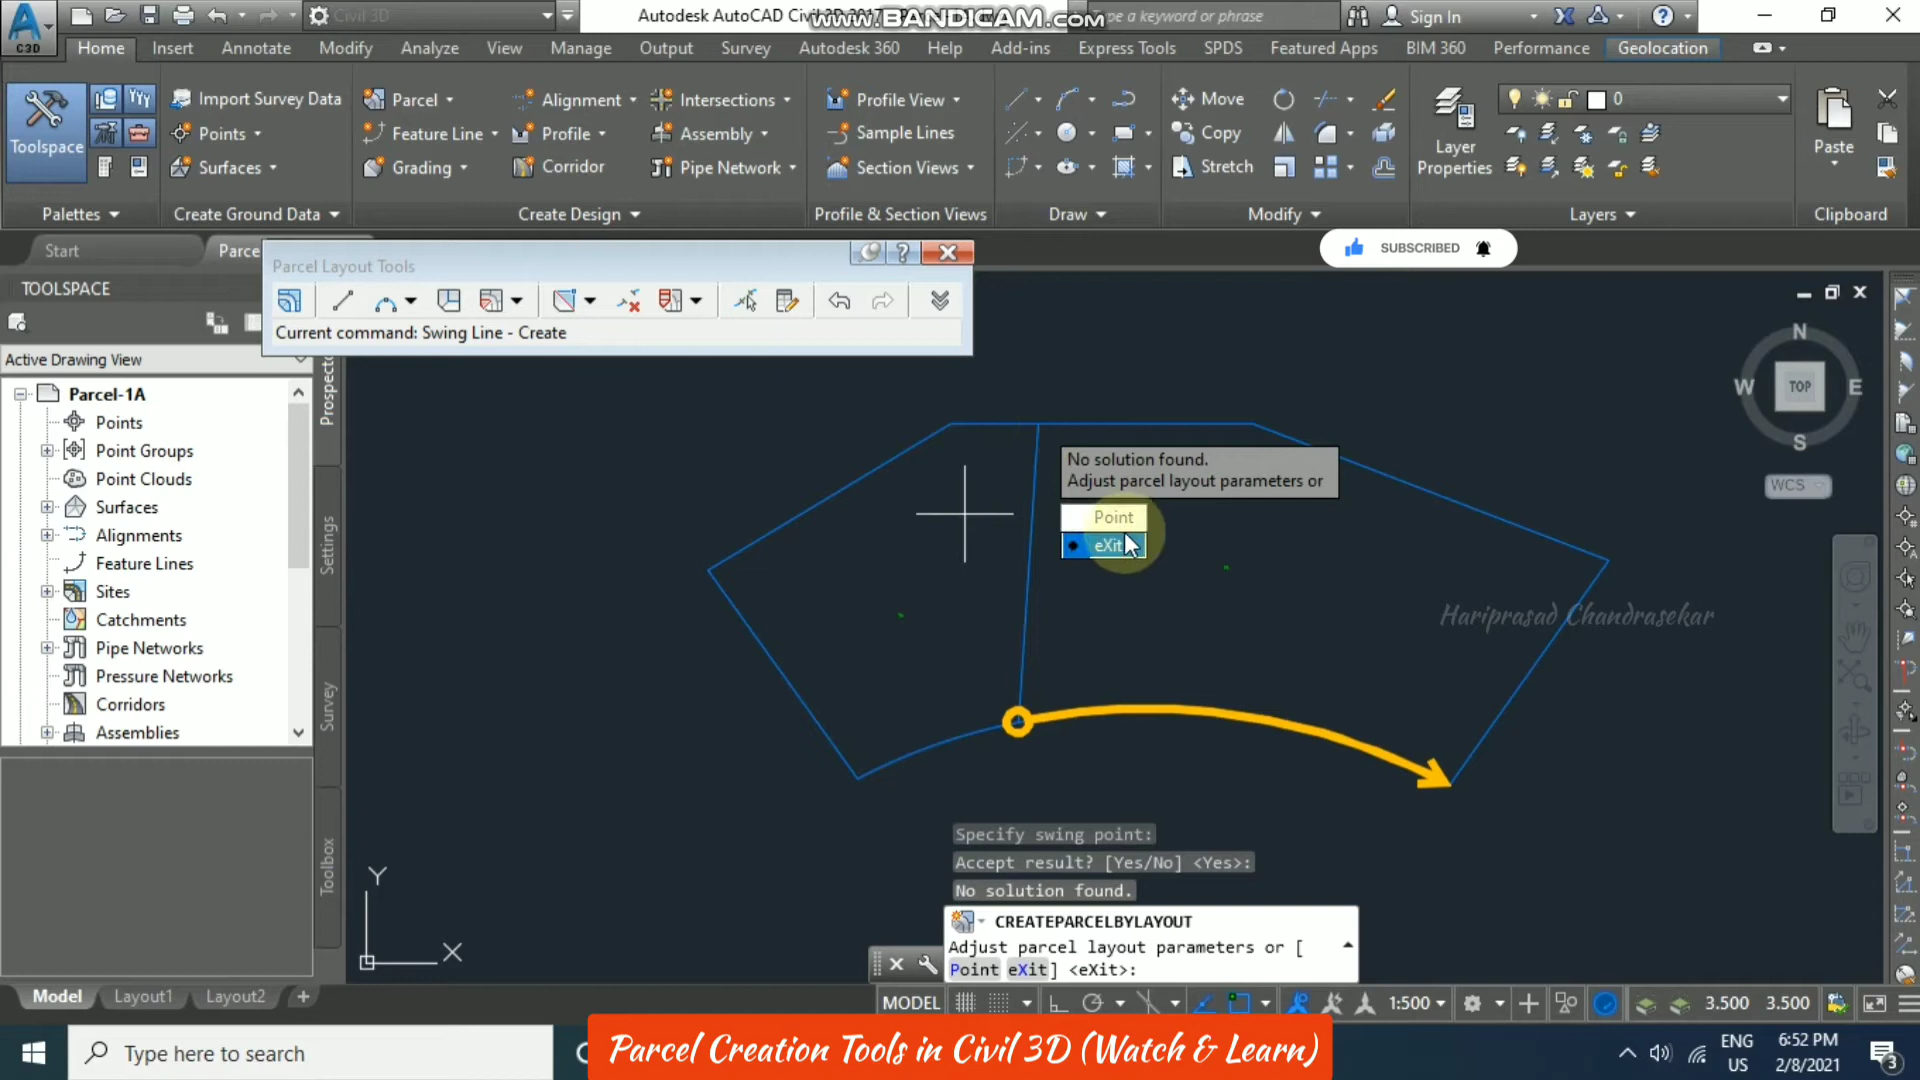 Civil 3D
Autodesk AutoCAD Civil 3D 2017
www.BANDICAM.com
Type a keyword or phrase
Sign In
C3D
Home Insert Annotate Modify Analyze View Manage Output Survey Autodesk 360 Help Add-ins Express Tools SPDS Featured Apps BIM 360 Performance Geolocation
Toolspace
Import Survey Data
Points
Surfaces
Parcel
Feature Line
Grading
Alignment
Profile
Corridor
Intersections
Assembly
Pipe Network
Profile View
Sample Lines
Section Views
Move
Copy
Stretch
Layer
Properties
0
Paste
Palettes
Create Ground Data
Create Design
Profile & Section Views
Draw
Modify
Layers
Clipboard
Start
Parce
SUBSCRIBED
Parcel Layout Tools
Current command: Swing Line - Create
TOOLSPACE
Active Drawing View
Parcel-1A
Points
Point Groups
Point Clouds
Surfaces
Alignments
Feature Lines
Sites
Catchments
Pipe Networks
Pressure Networks
Corridors
Assemblies
Prospecto
Settings
Survey
Toolbox
N
W TOP E
S
WCS
No solution found.
Adjust parcel layout parameters or
Point
eXit
Hariprasad Chandrasekar
Y
X
Specify swing point:
Accept result? [Yes/No] <Yes>:
No solution found.
CREATEPARCELBYLAYOUT
Adjust parcel layout parameters or [
Point eXit] <eXit>:
Model Layout1 Layout2
MODEL
1:500
3.500 3.500
Type here to search
Parcel Creation Tools in Civil 3D (Watch & Learn)
ENG
US
6:52 PM
2/8/2021
3